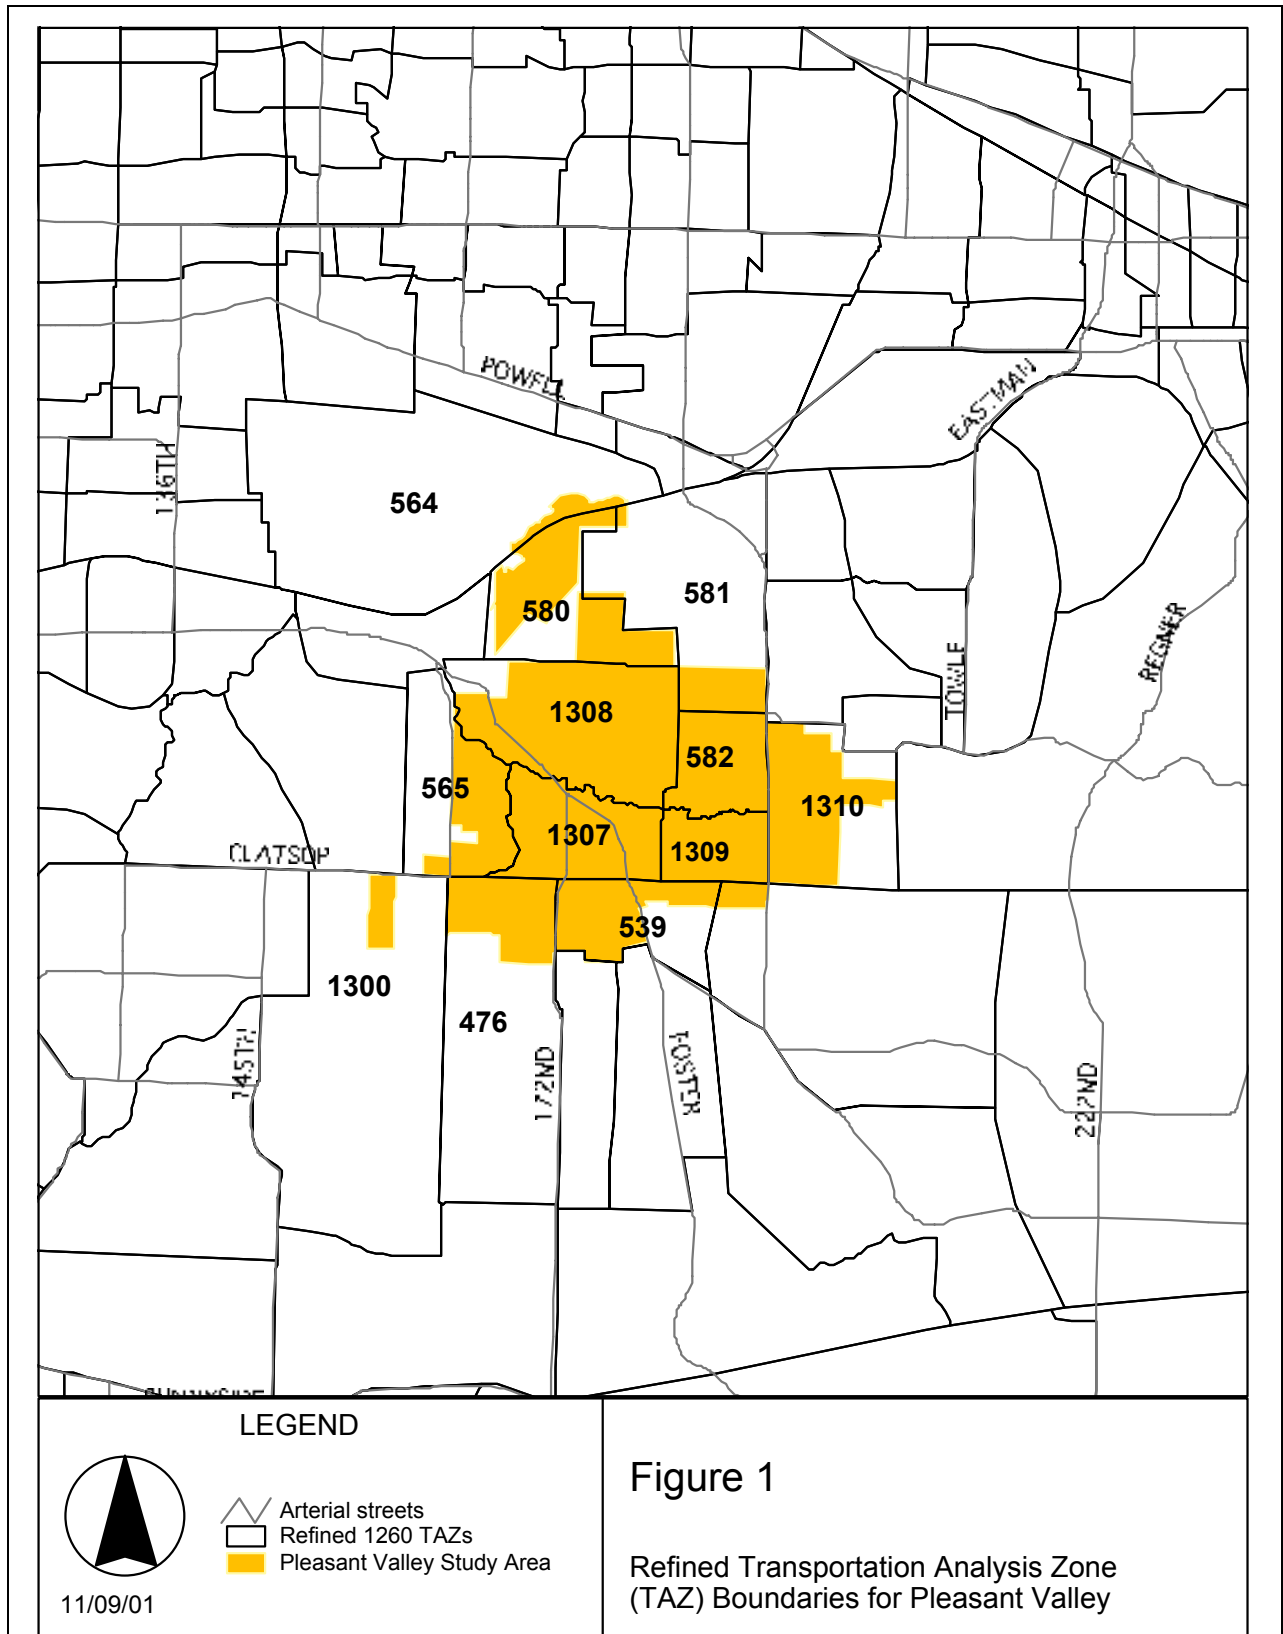 POWELL
EASTMAN
136TH
564
580
581
REGNER
TOWLE
1308
582
565
1310
1307
1309
CLATSOP
539
1300
476
145TH
172ND
FOSTER
222ND
LEGEND
Arterial streets
Refined 1260 TAZs
Pleasant Valley Study Area
11/09/01
Figure 1
Refined Transportation Analysis Zone
(TAZ) Boundaries for Pleasant Valley